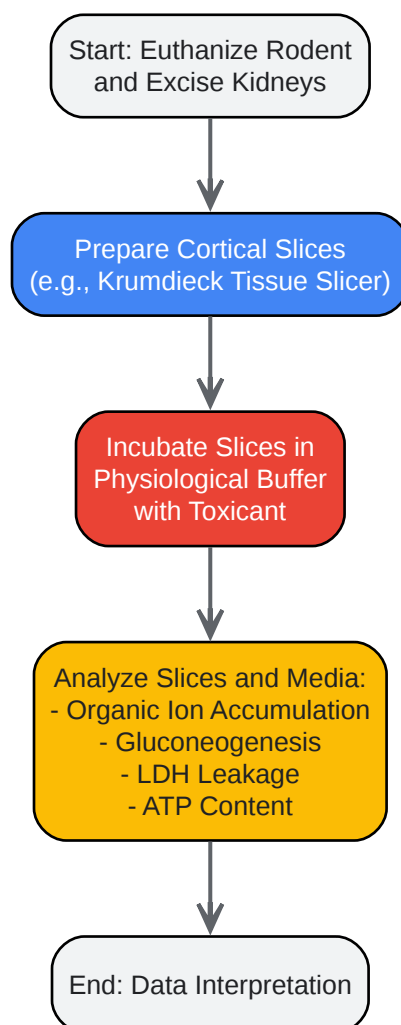 Start: Euthanize Rodent
and Excise Kidneys
Prepare Cortical Slices
(e.g., Krumdieck Tissue Slicer)
Incubate Slices in
Physiological Buffer
with Toxicant
Analyze Slices and Media:
- Organic Ion Accumulation
- Gluconeogenesis
- LDH Leakage
- ATP Content
End: Data Interpretation